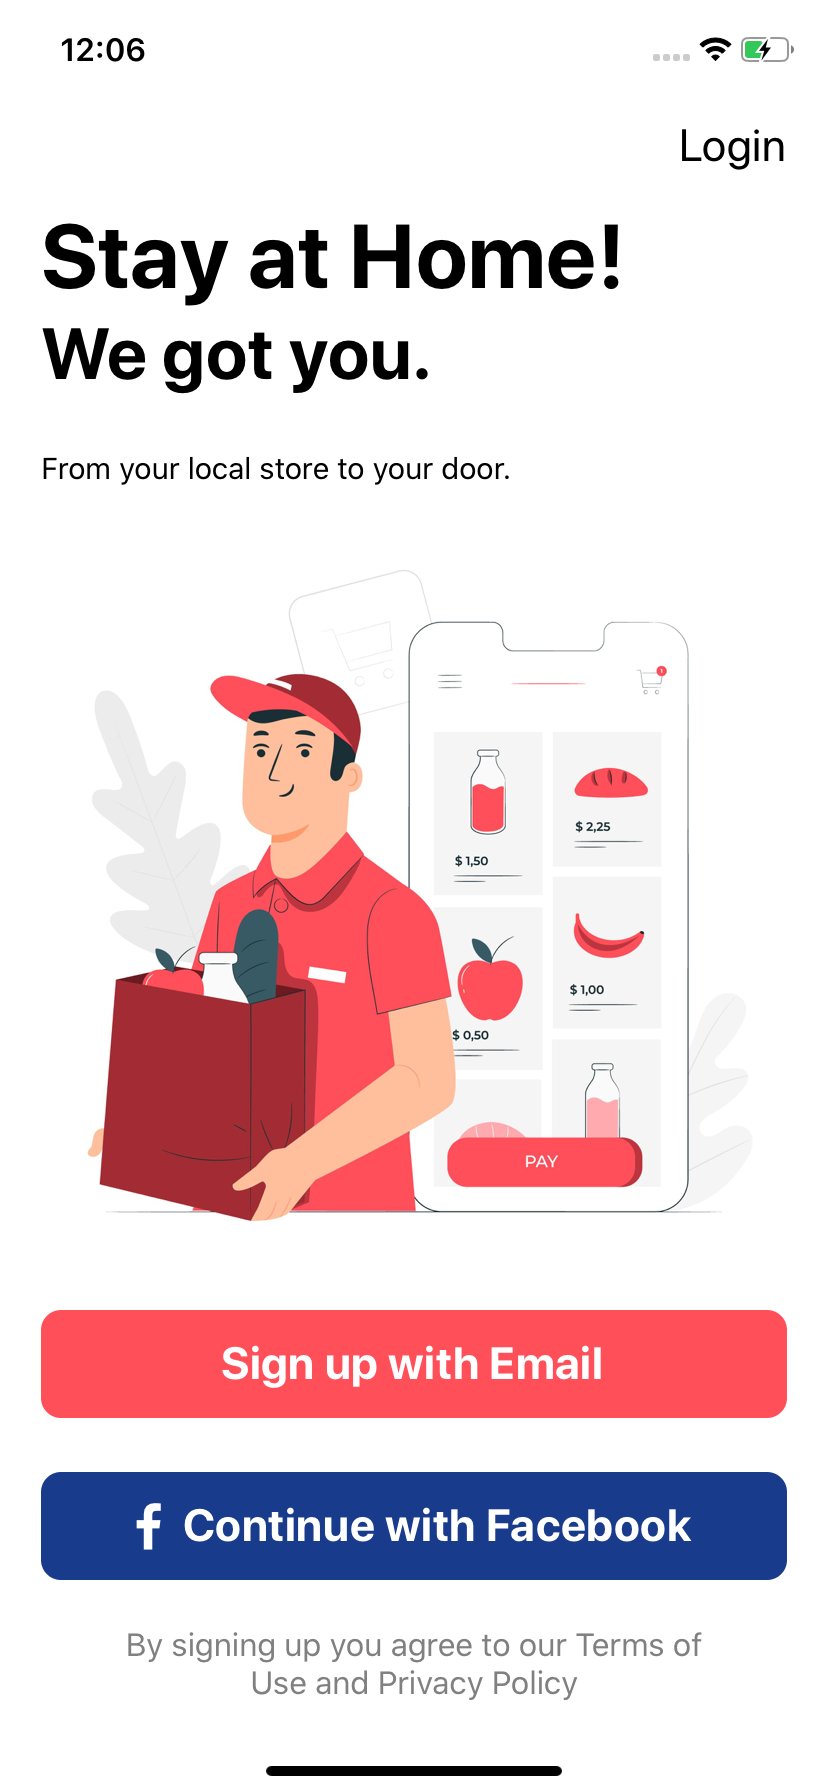 12:06
Login
Stay at Home!
We got you.
From your local store to your door.
1
$ 2,25
$ 1,50
$ 1,00
$ 0,50
PAY
Sign up with Email
f Continue with Facebook
By signing up you agree to our Terms of
Use and Privacy Policy